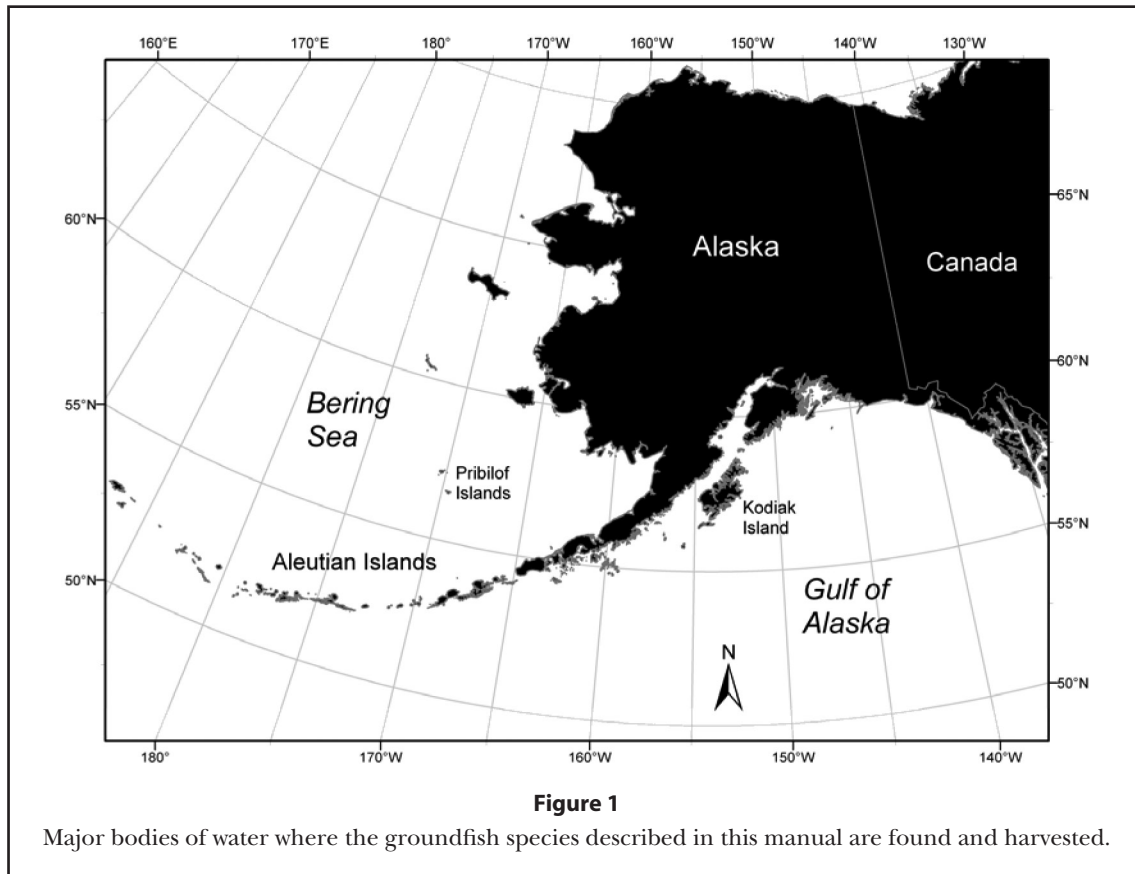 160°E 170°E 180° 170°W 160°W 150°W 140°W 130°W
65°N
60°N
Alaska
Canada
60°N
55°N
Bering
Sea
Pribilof
Islands
Kodiak
Island
55°N
50°N
Aleutian Islands
Gulf of
Alaska
N
50°N
180° 170°W 160°W 150°W 140°W
Figure 1
Major bodies of water where the groundfish species described in this manual are found and harvested.